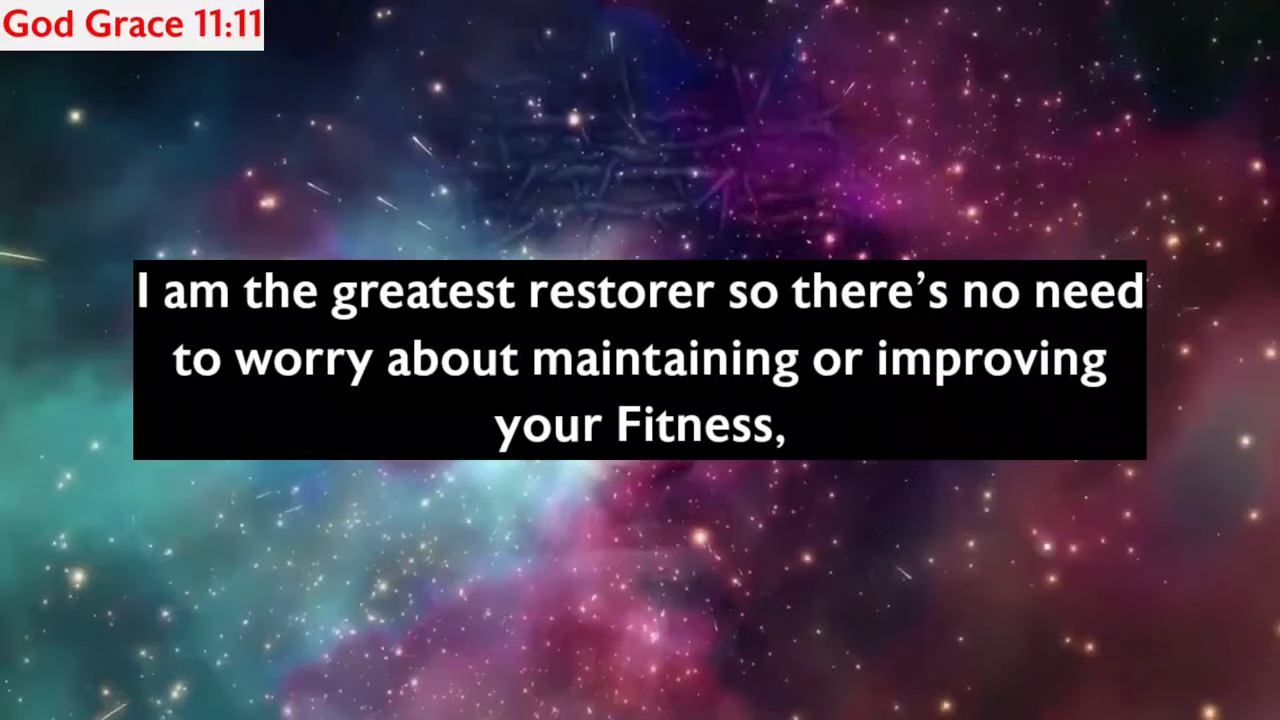 God Grace 11:11
I am the greatest restorer so there’s no need
to worry about maintaining or improving
your Fitness,